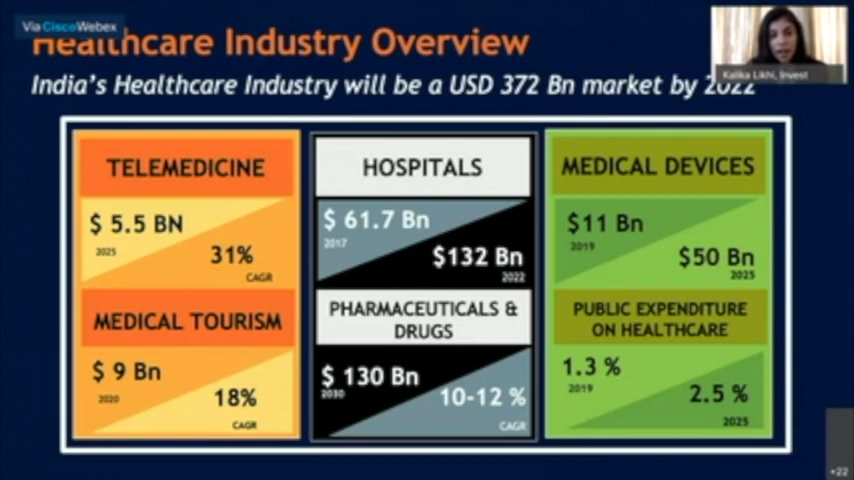 Via Cisco Webex
Healthcare Industry Overview
Kalika Likhi, Invest
India's Healthcare Industry will be a USD 372 Bn market by 2022
TELEMEDICINE
$ 5.5 BN
2025
31%
CAGR
HOSPITALS
$ 61.7 Bn
2017
$132 Bn
2022
MEDICAL DEVICES
$11 Bn
2019
$50 Bn
2025
MEDICAL TOURISM
$ 9 Bn
2020
18%
CAGR
PHARMACEUTICALS &
DRUGS
$ 130 Bn
2030
10-12 %
CAGR
PUBLIC EXPENDITURE
ON HEALTHCARE
1.3 %
2019
2.5 %
2025
+22